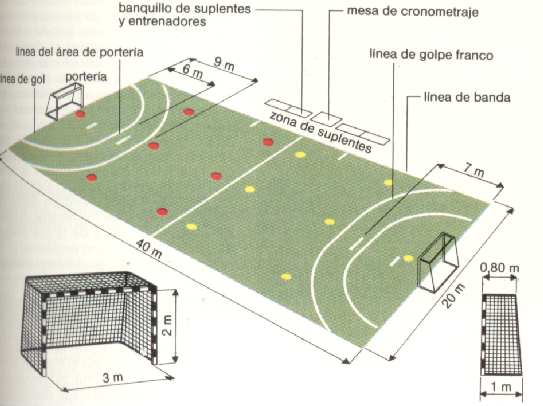 banquillo de suplentes
y entrenadores
mesa de cronometraje
línea del área de portería
9 m
6 m
línea de golpe franco
línea de gol
portería
línea de banda
zona de suplentes
7 m
40 m
20 m
0,80 m
2 m
3 m
1 m